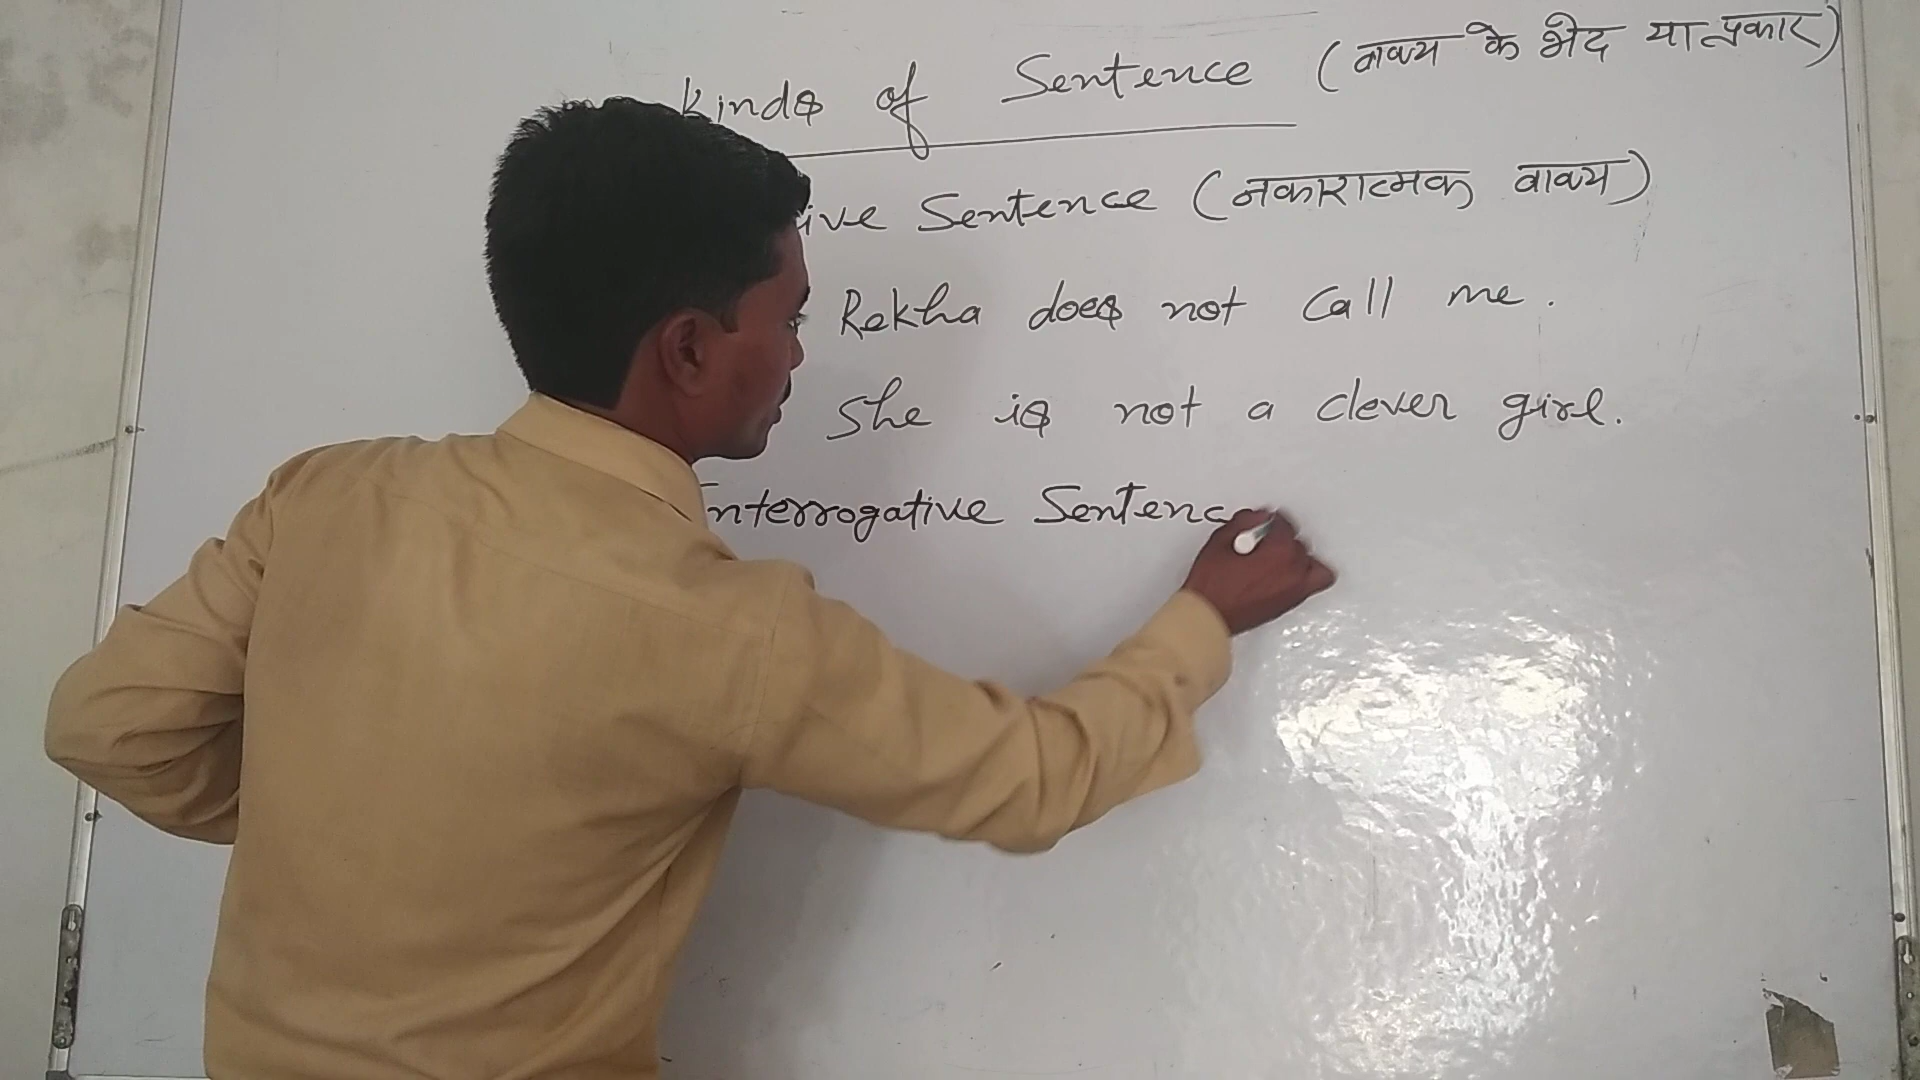 Kinds of Sentence (वाक्य के भेद या प्रकार)
ive Sentence (नकारात्मक वाक्य)
Rekha does not call me.
She is not a clever girl.
Interrogative Sentenc